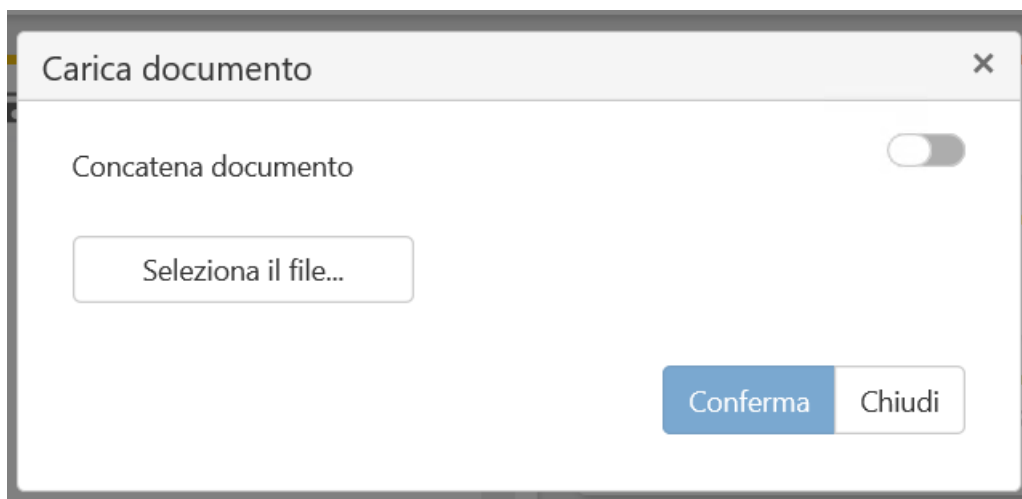 Carica documento ×
Concatena documento
Seleziona il file...
Conferma Chiudi